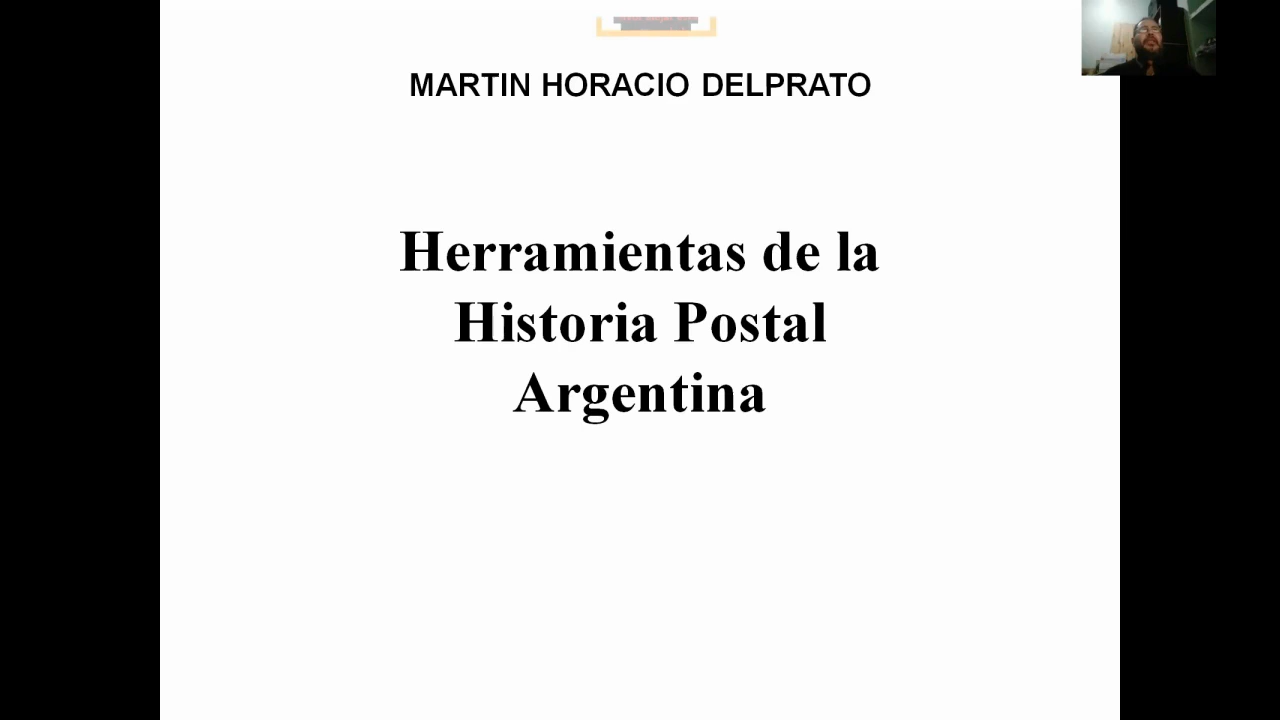 MARTIN HORACIO DELPRATO
Herramientas de la
Historia Postal
Argentina